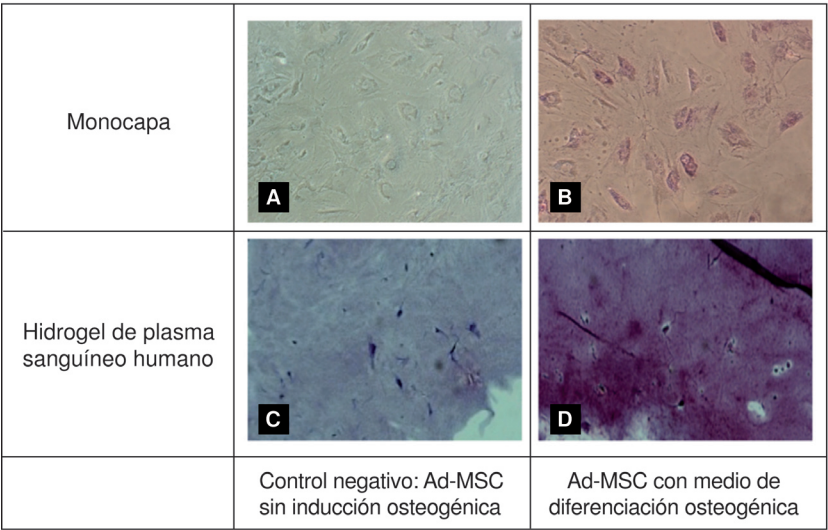 Monocapa
A
B
Hidrogel de plasma
sanguíneo humano
C
D
Control negativo: Ad-MSC
sin inducción osteogénica
Ad-MSC con medio de
diferenciación osteogénica